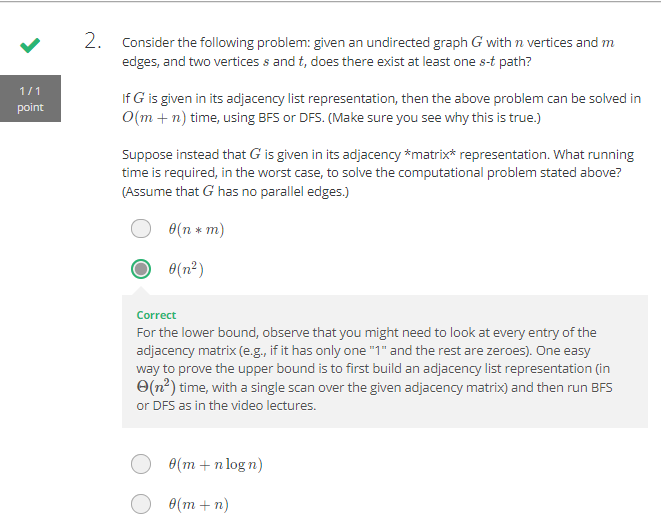 2. Consider the following problem: given an undirected graph G with n vertices and m
edges, and two vertices s and t, does there exist at least one s-t path?
1 / 1
point
If G is given in its adjacency list representation, then the above problem can be solved in
O(m + n) time, using BFS or DFS. (Make sure you see why this is true.)
Suppose instead that G is given in its adjacency *matrix* representation. What running
time is required, in the worst case, to solve the computational problem stated above?
(Assume that G has no parallel edges.)
θ(n * m)
θ(n²)
Correct
For the lower bound, observe that you might need to look at every entry of the
adjacency matrix (e.g., if it has only one "1" and the rest are zeroes). One easy
way to prove the upper bound is to first build an adjacency list representation (in
Θ(n²) time, with a single scan over the given adjacency matrix) and then run BFS
or DFS as in the video lectures.
θ(m + n log n)
θ(m + n)